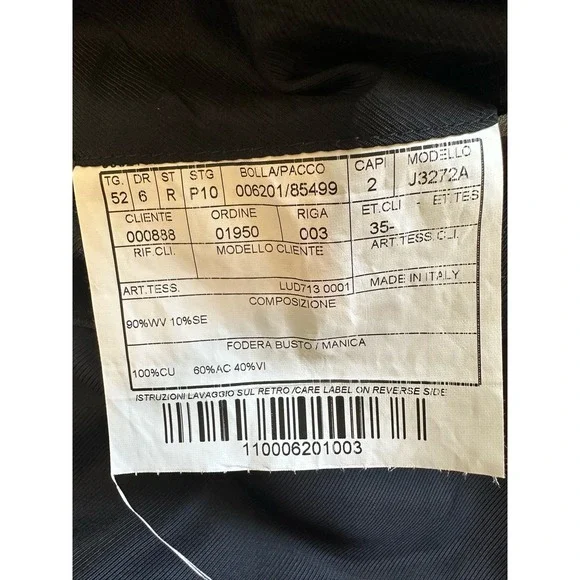 TG. DR ST STG BOLLA/PACCO CAPI MODELLO
52 6 R P10 006201/85499 2 J3272A
CLIENTE ORDINE RIGA ET.CLI - ET.TES
000888 01950 003 35-
RIF.CLI. MODELLO CLIENTE ART.TESS.CLI.
ART.TESS. LUD713 0001 MADE IN ITALY
COMPOSIZIONE
90%WV 10%SE
FODERA BUSTO / MANICA
100%CU 60%AC 40%VI
ISTRUZIONI LAVAGGIO SUL RETRO /CARE LABEL ON REVERSE SIDE
110006201003